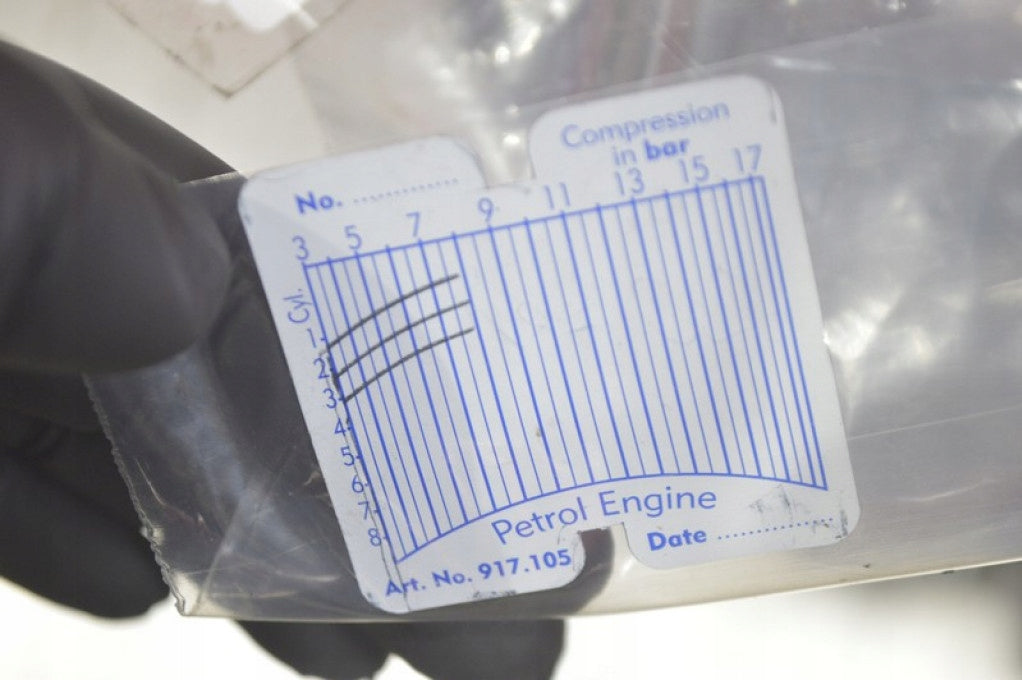 No. ................
Compression
in bar
3 5 7 9 11 13 15 17
Cyl.
1
2
3
4
5
6
7
8
Petrol Engine
Art. No. 917.105
Date ................